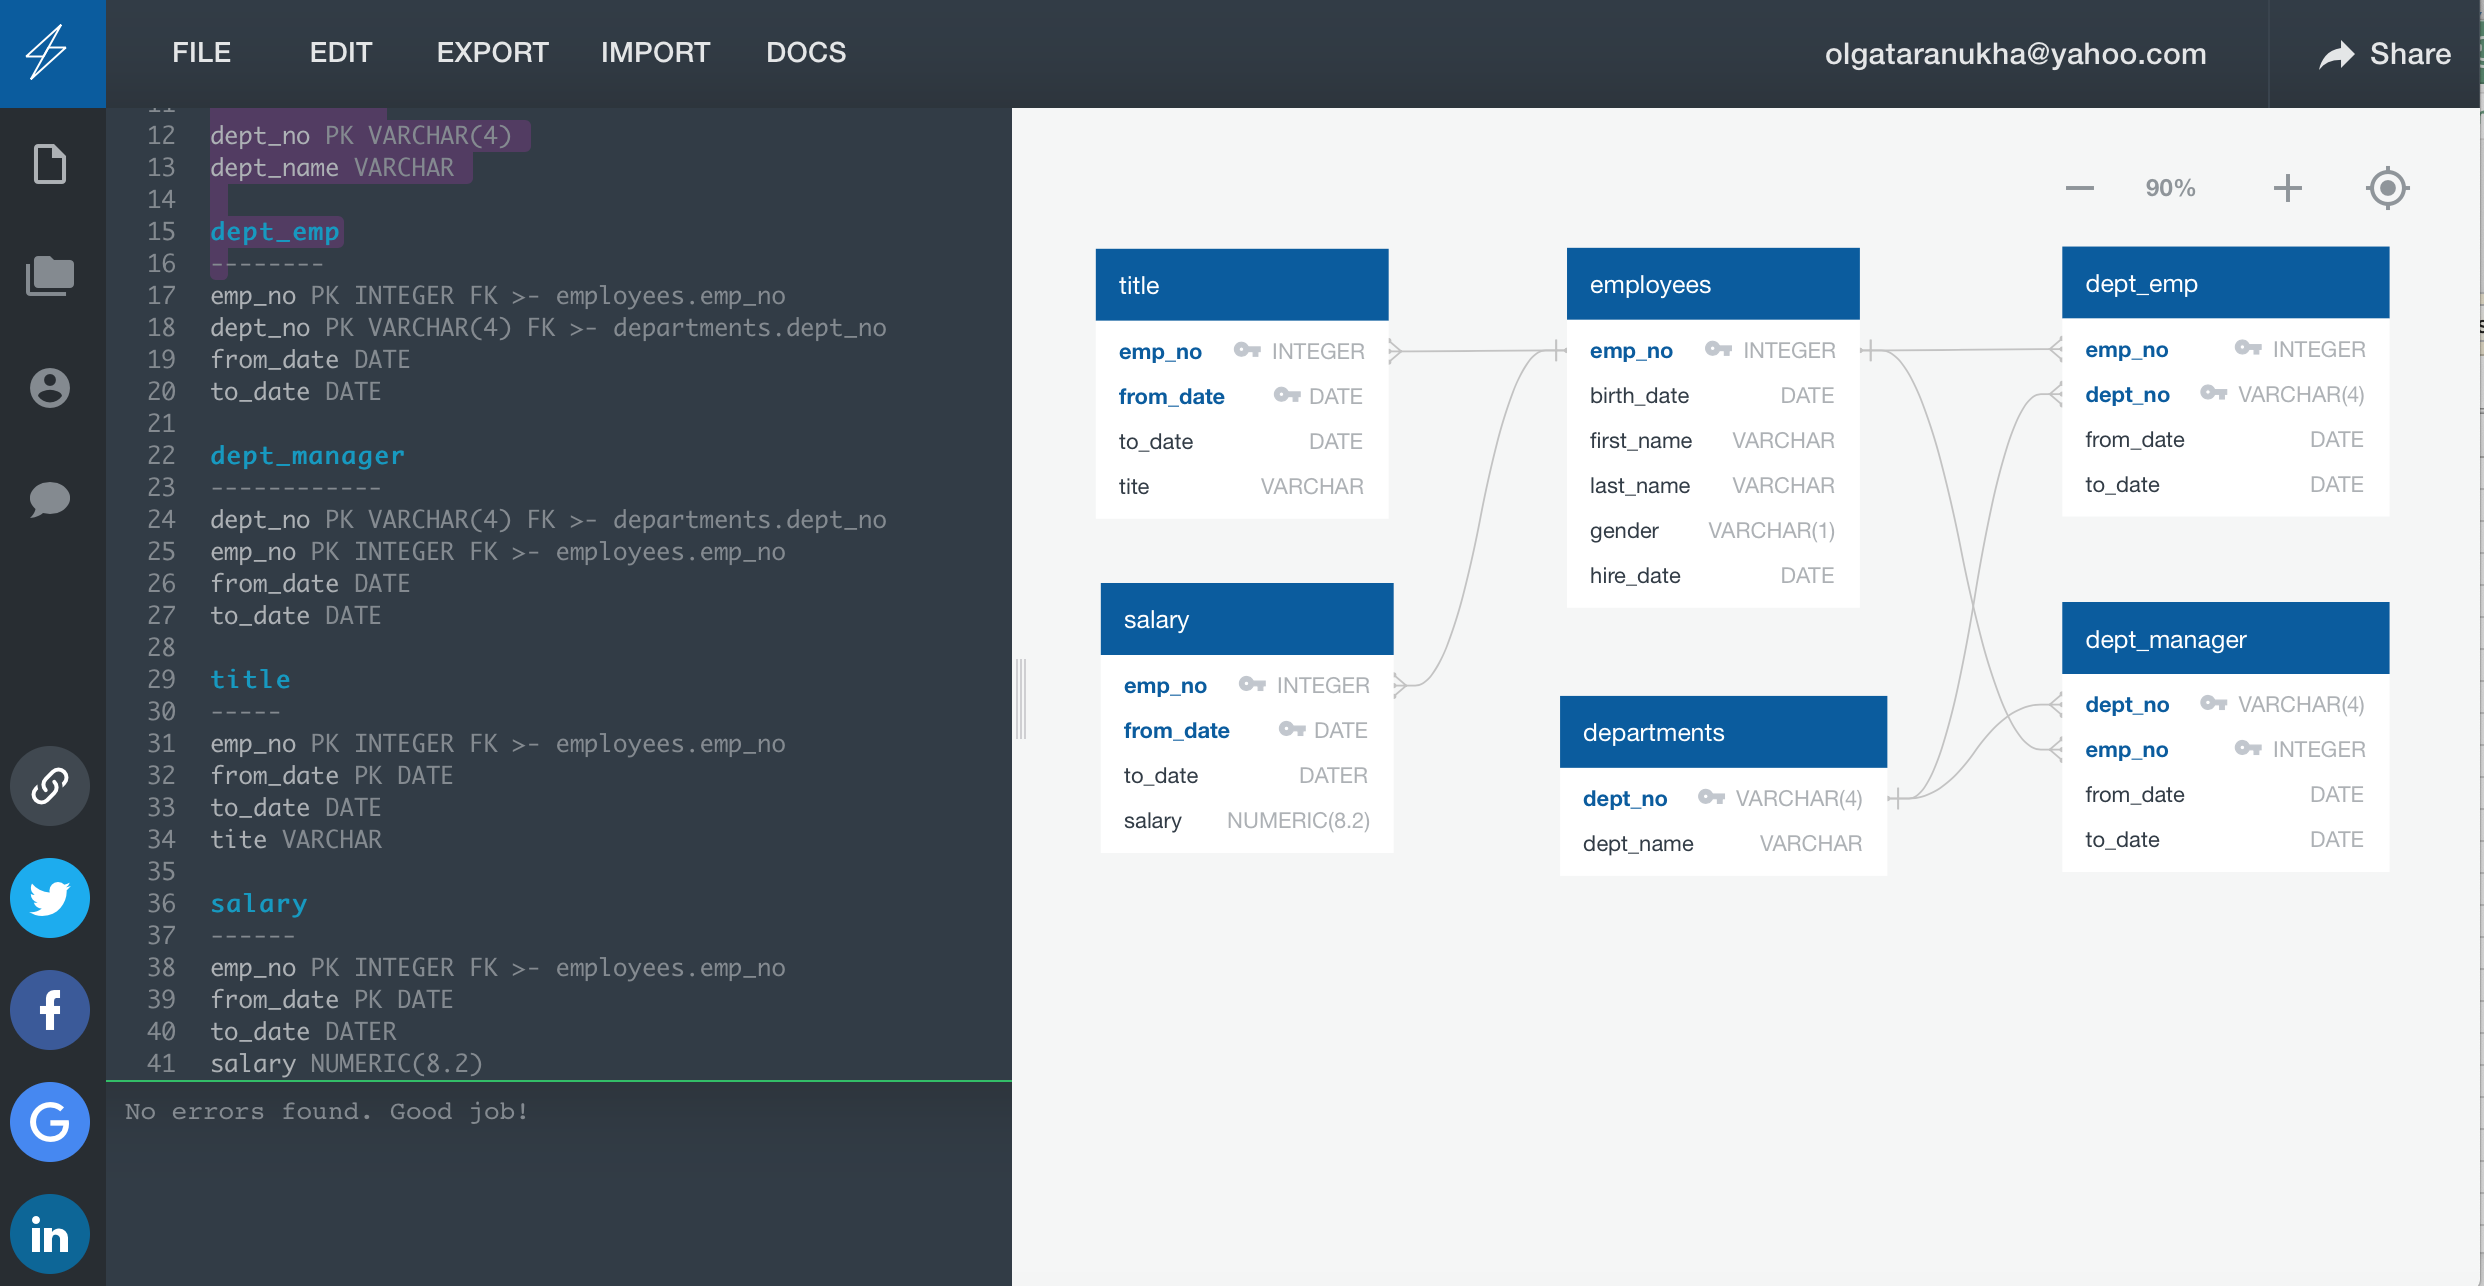 FILE EDIT EXPORT IMPORT DOCS olgataranukha@yahoo.com Share
12 dept_no PK VARCHAR(4)
13 dept_name VARCHAR
14
15 dept_emp
16 --------
17 emp_no PK INTEGER FK >- employees.emp_no
18 dept_no PK VARCHAR(4) FK >- departments.dept_no
19 from_date DATE
20 to_date DATE
21
22 dept_manager
23 ------------
24 dept_no PK VARCHAR(4) FK >- departments.dept_no
25 emp_no PK INTEGER FK >- employees.emp_no
26 from_date DATE
27 to_date DATE
28
29 title
30 -----
31 emp_no PK INTEGER FK >- employees.emp_no
32 from_date PK DATE
33 to_date DATE
34 tite VARCHAR
35
36 salary
37 ------
38 emp_no PK INTEGER FK >- employees.emp_no
39 from_date PK DATE
40 to_date DATER
41 salary NUMERIC(8.2)
No errors found. Good job!
90%
title
emp_no INTEGER
from_date DATE
to_date DATE
tite VARCHAR
salary
emp_no INTEGER
from_date DATE
to_date DATER
salary NUMERIC(8.2)
employees
emp_no INTEGER
birth_date DATE
first_name VARCHAR
last_name VARCHAR
gender VARCHAR(1)
hire_date DATE
departments
dept_no VARCHAR(4)
dept_name VARCHAR
dept_emp
emp_no INTEGER
dept_no VARCHAR(4)
from_date DATE
to_date DATE
dept_manager
dept_no VARCHAR(4)
emp_no INTEGER
from_date DATE
to_date DATE